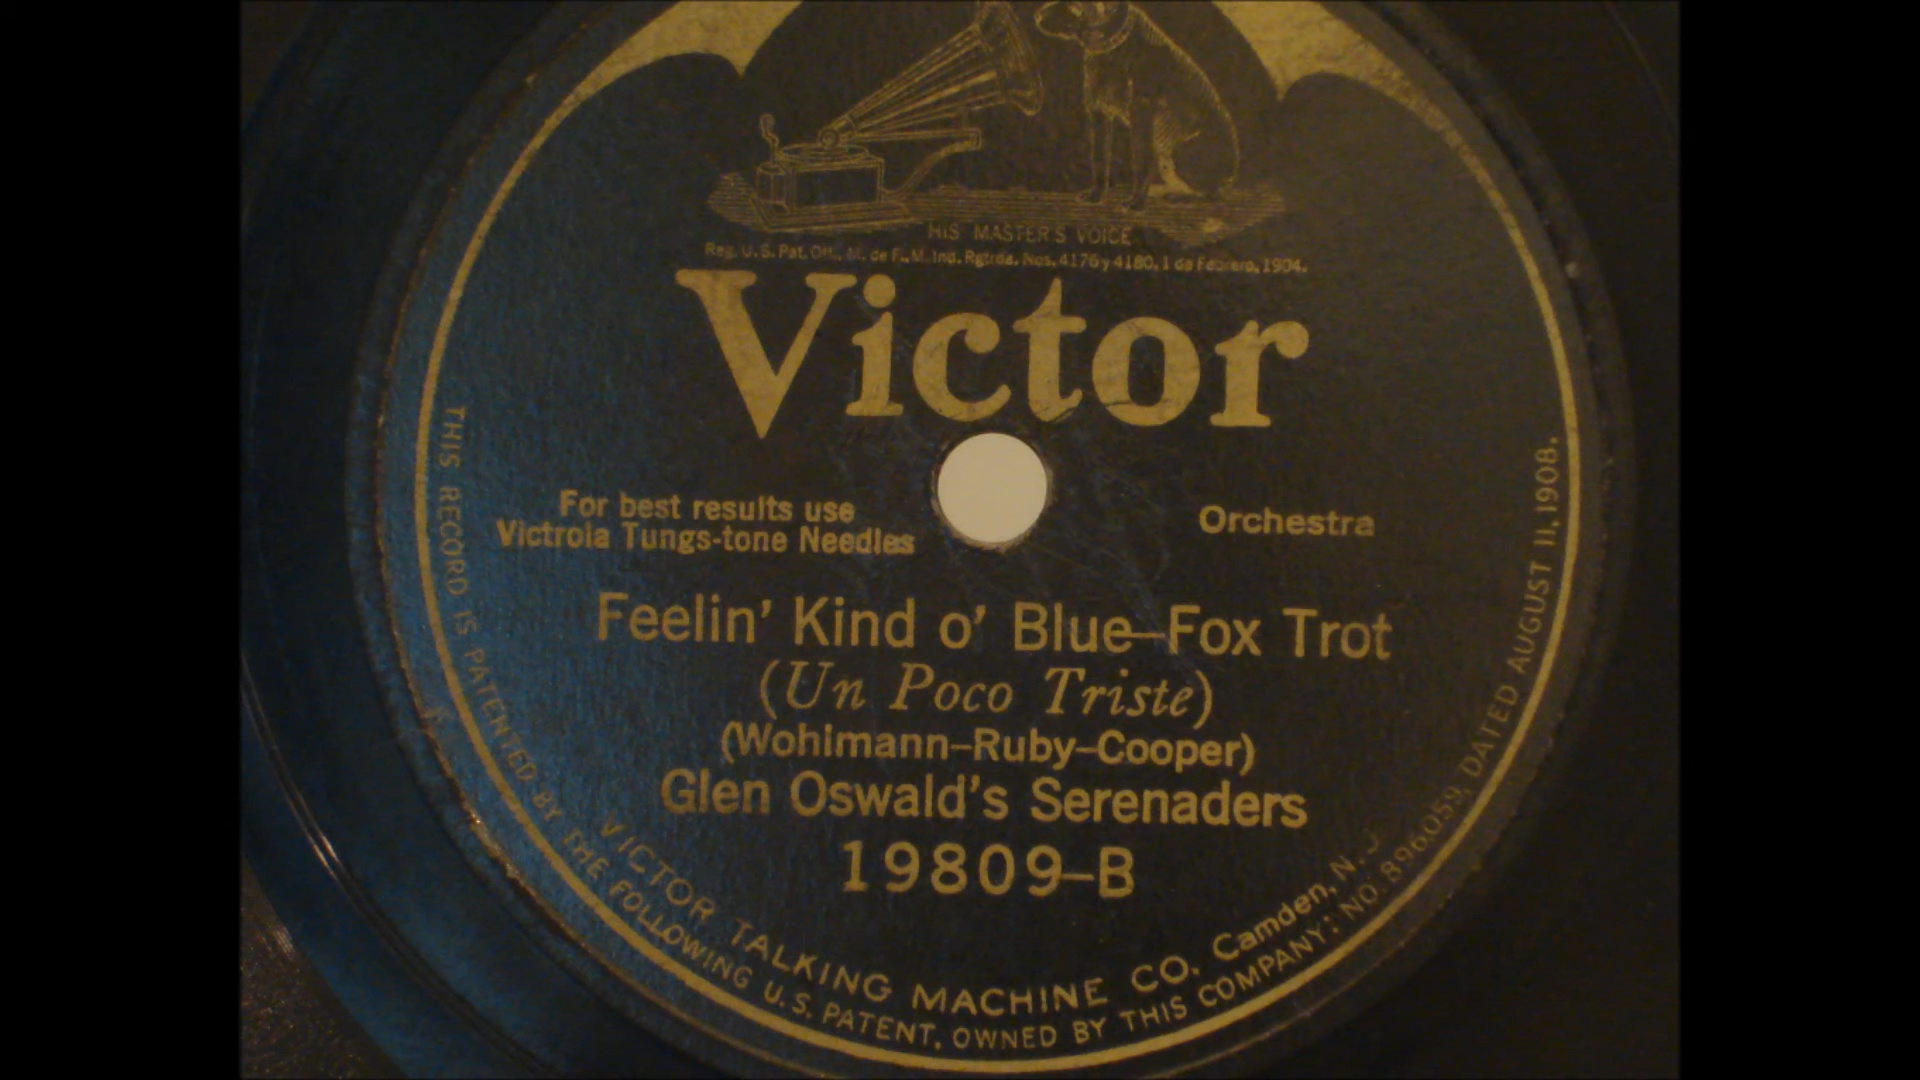 HIS MASTER'S VOICE
Reg. U.S. Pat. Off., M. de F., M. Ind. Rgtrda. Nos. 4176 y 4180, 1 de Febrero, 1904.
Victor
For best results use
Victrola Tungs-tone Needles
Orchestra
Feelin' Kind o' Blue–Fox Trot
(Un Poco Triste)
(Wohlmann–Ruby–Cooper)
Glen Oswald's Serenaders
19809–B
VICTOR TALKING MACHINE CO. Camden, N. J
THIS RECORD IS PATENTED BY THE FOLLOWING U.S. PATENT, OWNED BY THIS COMPANY: NO. 896059, DATED AUGUST 11, 1908.